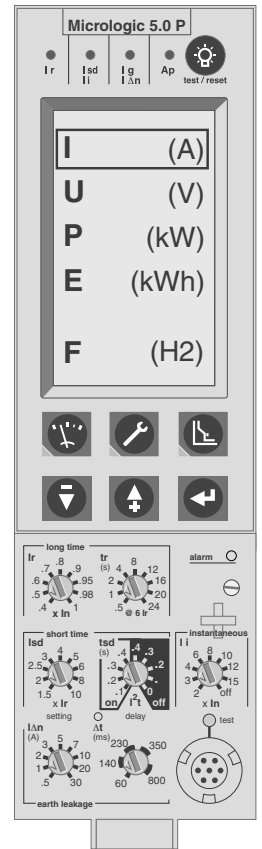 Micrologic 5.0 P
Ir
Isd
Ii
Ig
I∆n
Ap
test / reset
I (A)
U (V)
P (kW)
E (kWh)
F (H2)
long time
alarm
Ir
.4 .5 .6 .7 .8 .9 .95 .98 1
x In
tr
(s)
.5 1 2 4 8 12 16 20 24
@ 6 Ir
short time
Isd
1.5 2 2.5 3 4 5 6 8 10
x Ir
setting
tsd
(s)
.1 .2 .3 .4 .4 .3 .2 .1 0
on I²t off
delay
instantaneous
I i
2 3 4 6 8 10 12 15 off
x In
test
I∆n
(A)
.5 1 2 3 5 7 10 20 30
∆t
(ms)
60 140 230 350 800
earth leakage